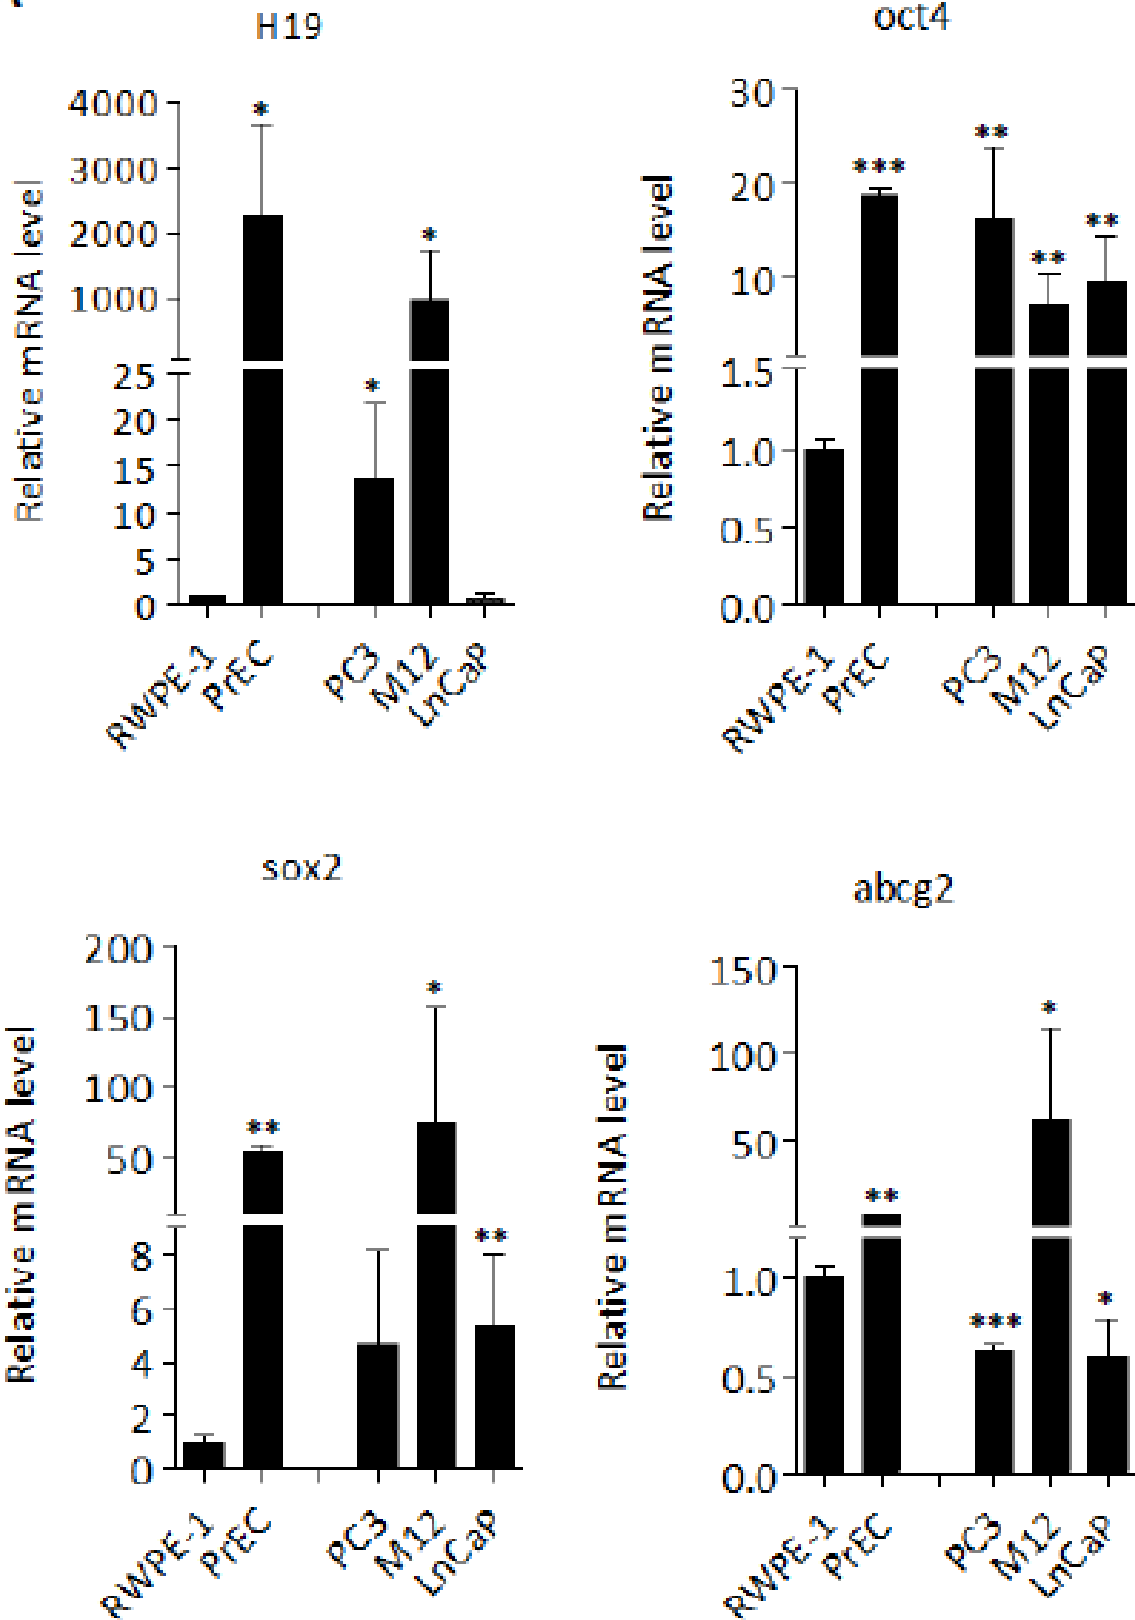 H19
Relative mRNA level
4000
3000
2000
1000
25
20
15
10
5
0
*
*
*
RWPE-1
PrEC
PC3
M12
LnCap
oct4
Relative mRNA level
30
20
10
1.5
1.0
0.5
0.0
***
**
**
**
RWPE-1
PrEC
PC3
M12
LnCap
sox2
Relative mRNA level
200
150
100
50
8
6
4
2
0
**
*
**
RWPE-1
PrEC
PC3
M12
LnCap
abcg2
Relative mRNA level
150
100
50
1.0
0.5
0.0
**
***
*
*
RWPE-1
PrEC
PC3
M12
LnCap